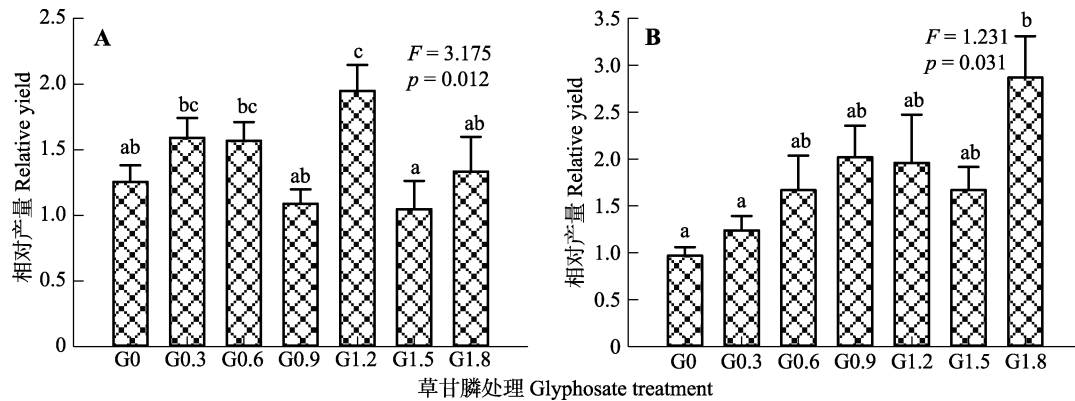 A
F = 3.175
p = 0.012
相对产量 Relative yield
2.5
2.0
1.5
1.0
0.5
0
ab
bc
bc
ab
c
a
ab
G0 G0.3 G0.6 G0.9 G1.2 G1.5 G1.8
B
F = 1.231
p = 0.031
相对产量 Relative yield
3.5
3.0
2.5
2.0
1.5
1.0
0.5
0
a
a
ab
ab
ab
ab
b
G0 G0.3 G0.6 G0.9 G1.2 G1.5 G1.8
草甘膦处理 Glyphosate treatment